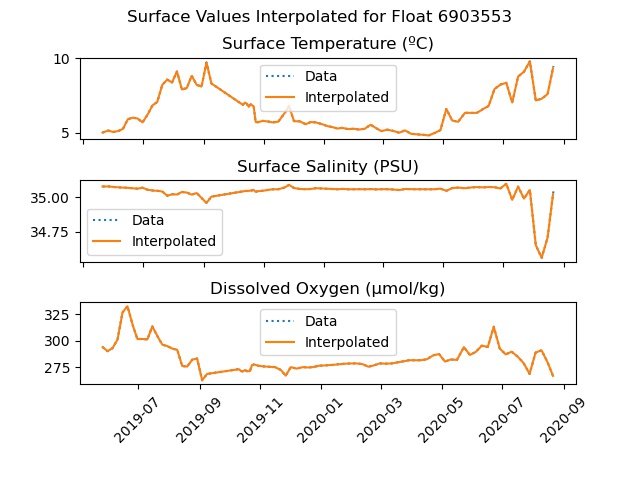 Surface Values Interpolated for Float 6903553
Surface Temperature (ºC)
10
5
Data
Interpolated
Surface Salinity (PSU)
35.00
34.75
Data
Interpolated
Dissolved Oxygen (μmol/kg)
325
300
275
Data
Interpolated
2019-07
2019-09
2019-11
2020-01
2020-03
2020-05
2020-07
2020-09